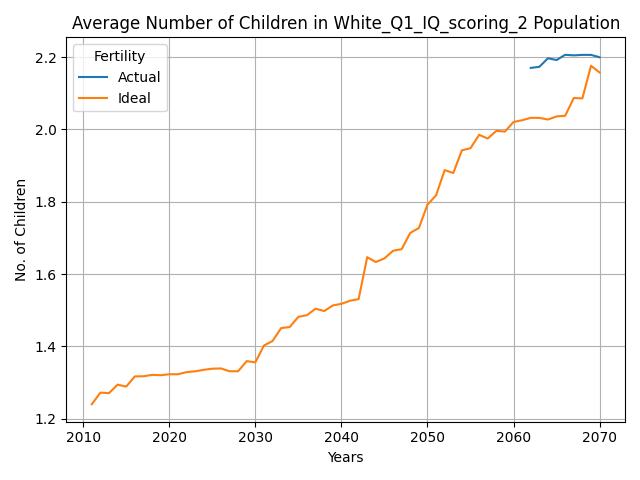 Average Number of Children in White_Q1_IQ_scoring_2 Population
Fertility
Actual
Ideal
No. of Children
2.2
2.0
1.8
1.6
1.4
1.2
2010
2020
2030
2040
2050
2060
2070
Years